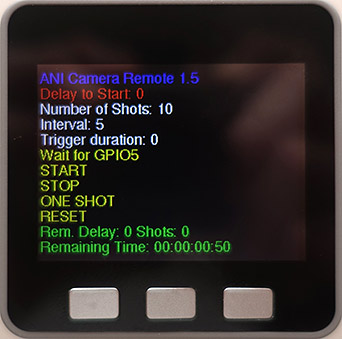 ANI Camera Remote 1.5
Delay to Start: 0
Number of Shots: 10
Interval: 5
Trigger duration: 0
Wait for GPIO5
START
STOP
ONE SHOT
RESET
Rem. Delay: 0 Shots: 0
Remaining Time: 00:00:00:50